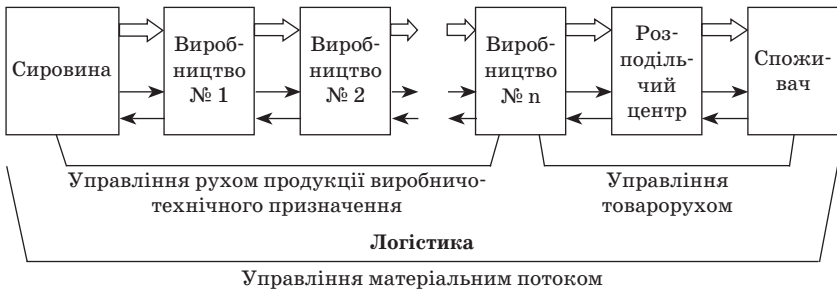 Сировина
Вироб-
ництво
№ 1
Вироб-
ництво
№ 2
Вироб-
ництво
№ n
Роз-
поділь-
чий
центр
Спожи-
вач
Управління рухом продукції виробничо-
технічного призначення
Управління
товарорухом
Логістика
Управління матеріальним потоком